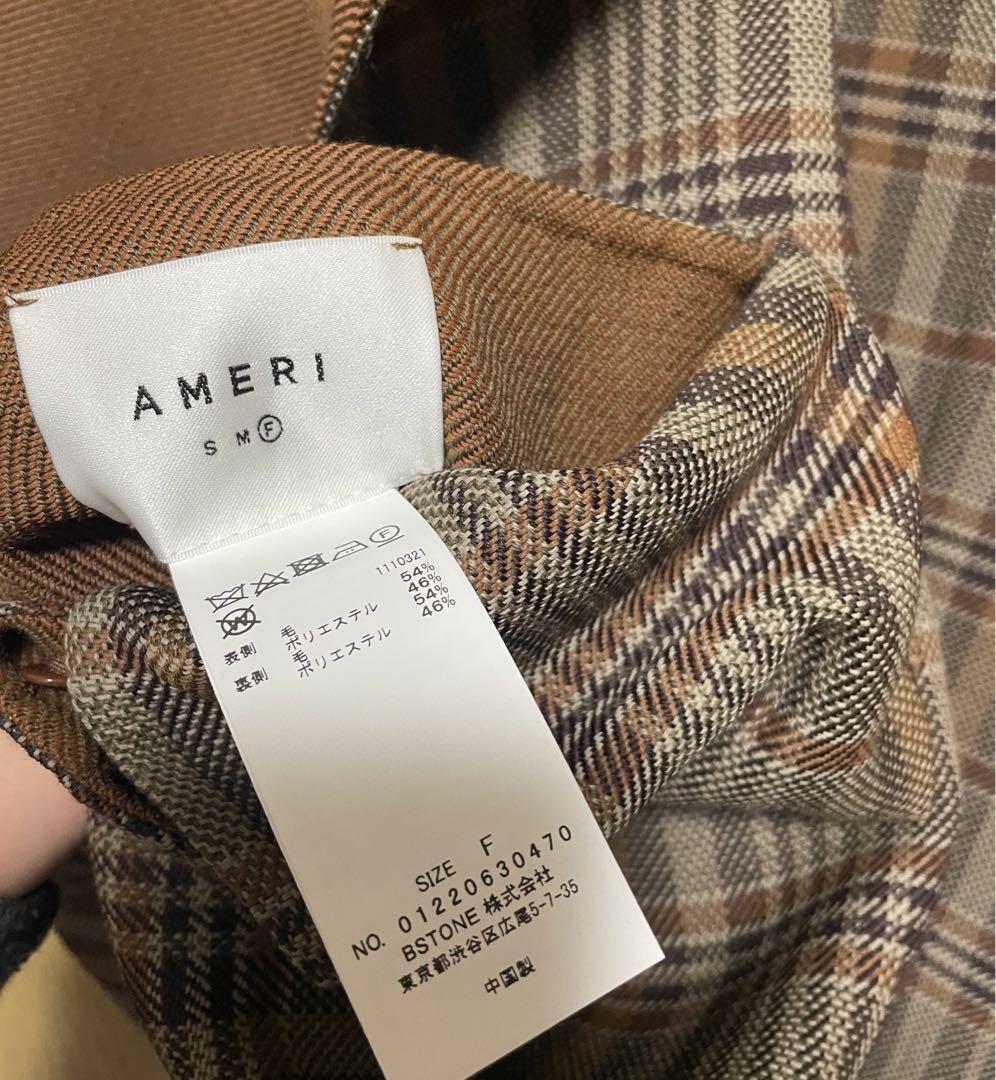 AMERI
S M Ⓕ
1110321
表側 毛 54%
ポリエステル 46%
裏側 毛 54%
ポリエステル 46%
SIZE F
NO. 01220630470
BSTONE 株式会社
東京都渋谷区広尾5-7-35
中国製